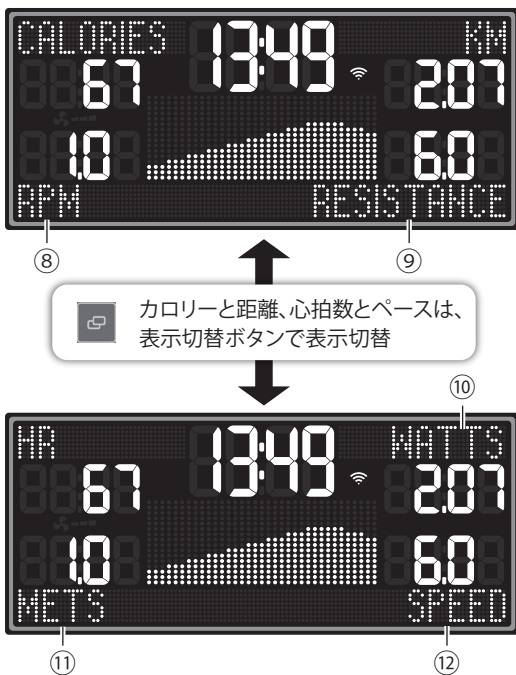 CALORIES 13:49 KM
67 2.07
1.0 6.0
RPM RESISTANCE
⑧ ⑨
カロリーと距離、心拍数とペースは、
表示切替ボタンで表示切替
⑩
HR 13:49 WATTS
67 2.07
1.0 6.0
METS SPEED
⑪ ⑫